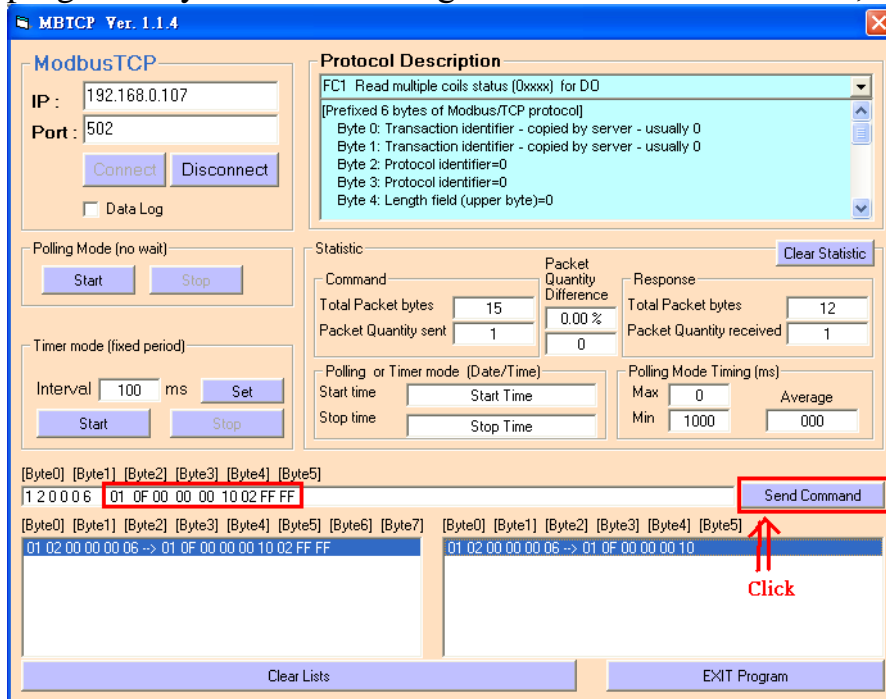 MBTCP Ver. 1.1.4
ModbusTCP
IP : 192.168.0.107
Port : 502
Connect Disconnect
Data Log
Protocol Description
FC1 Read multiple coils status (0xxxx) for DO
[Prefixed 6 bytes of Modbus/TCP protocol]
Byte 0: Transaction identifier - copied by server - usually 0
Byte 1: Transaction identifier - copied by server - usually 0
Byte 2: Protocol identifier=0
Byte 3: Protocol identifier=0
Byte 4: Length field (upper byte)=0
Polling Mode (no wait)
Start Stop
Timer mode (fixed period)
Interval 100 ms Set
Start Stop
Statistic
Clear Statistic
Command
Total Packet bytes 15
Packet Quantity sent 1
Packet Quantity Difference
0.00 %
0
Response
Total Packet bytes 12
Packet Quantity received 1
Polling or Timer mode (Date/Time)
Start time Start Time
Stop time Stop Time
Polling Mode Timing (ms)
Max 0 Average
Min 1000 000
[Byte0] [Byte1] [Byte2] [Byte3] [Byte4] [Byte5]
1 2 0 0 0 6 01 0F 00 00 00 10 02 FF FF
Send Command
[Byte0] [Byte1] [Byte2] [Byte3] [Byte4] [Byte5] [Byte6] [Byte7]
01 02 00 00 00 06 --> 01 0F 00 00 00 10 02 FF FF
[Byte0] [Byte1] [Byte2] [Byte3] [Byte4] [Byte5]
01 02 00 00 00 06 --> 01 0F 00 00 00 10
Click
Clear Lists
EXIT Program